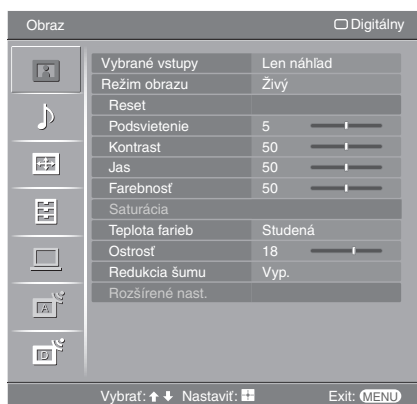 Obraz Digitálny
Vybrané vstupy Len náhľad
Režim obrazu Živý
Reset
Podsvietenie 5
Kontrast 50
Jas 50
Farebnosť 50
Saturácia
Teplota farieb Studená
Ostrosť 18
Redukcia šumu Vyp.
Rozšírené nast.
A
D
Vybrať: Nastaviť: Exit: MENU